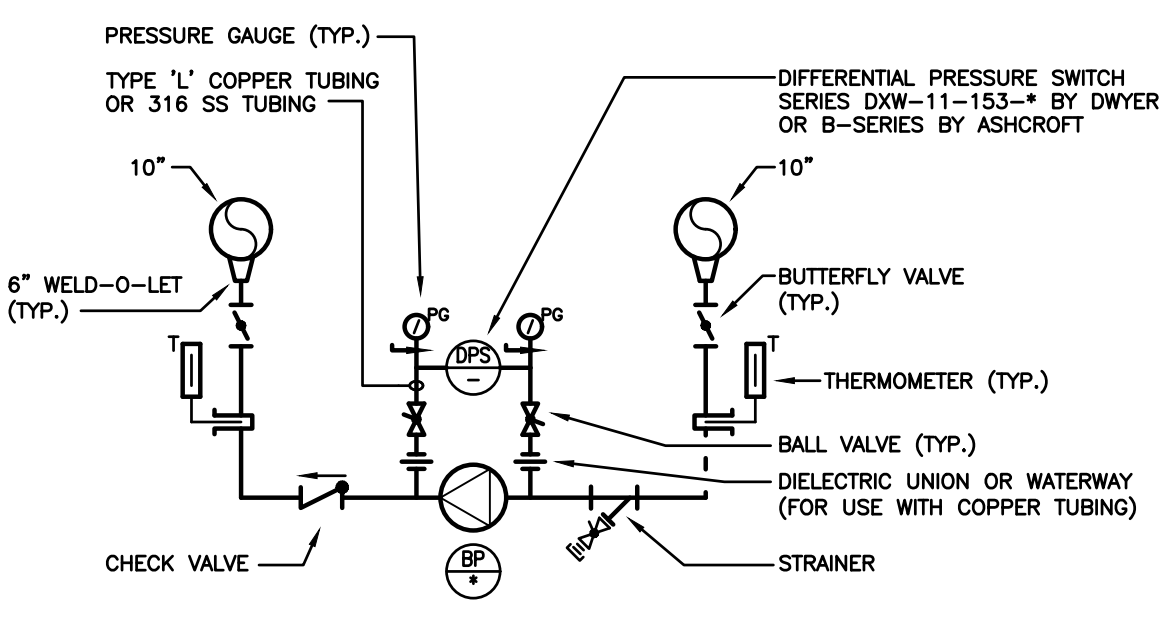 PRESSURE GAUGE (TYP.)
TYPE 'L' COPPER TUBING
OR 316 SS TUBING
DIFFERENTIAL PRESSURE SWITCH
SERIES DXW-11-153-* BY DWYER
OR B-SERIES BY ASHCROFT
10"
10"
6" WELD-O-LET
(TYP.)
BUTTERFLY VALVE
(TYP.)
PG
PG
T
DPS
-
T
THERMOMETER (TYP.)
BALL VALVE (TYP.)
DIELECTRIC UNION OR WATERWAY
(FOR USE WITH COPPER TUBING)
CHECK VALVE
BP
*
STRAINER